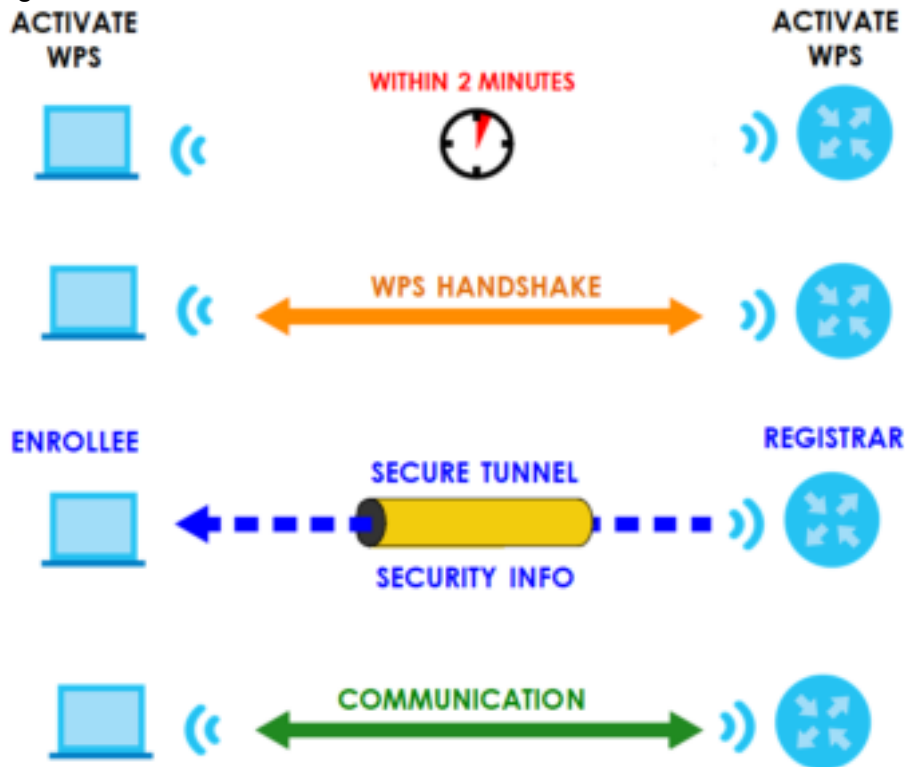 ACTIVATE
WPS
ACTIVATE
WPS
WITHIN 2 MINUTES
WPS HANDSHAKE
ENROLLEE
REGISTRAR
SECURE TUNNEL
SECURITY INFO
COMMUNICATION